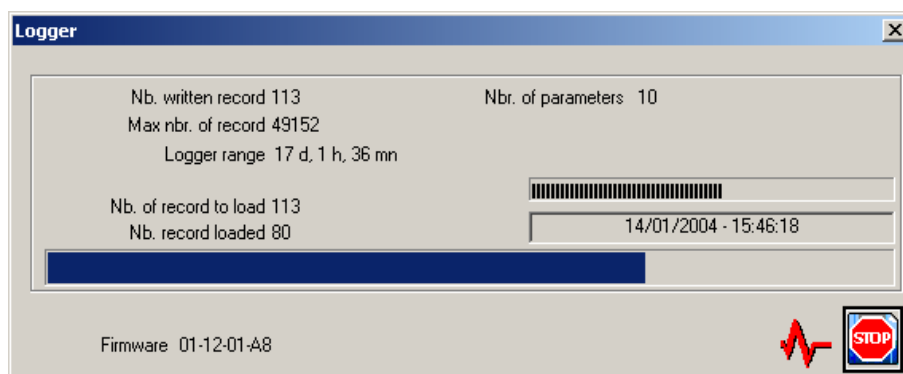 Logger
Nb. written record 113
Nbr. of parameters 10
Max nbr. of record 49152
Logger range 17 d, 1 h, 36 mn
Nb. of record to load 113
14/01/2004 - 15:46:18
Nb. record loaded 80
Firmware 01-12-01-A8
STOP